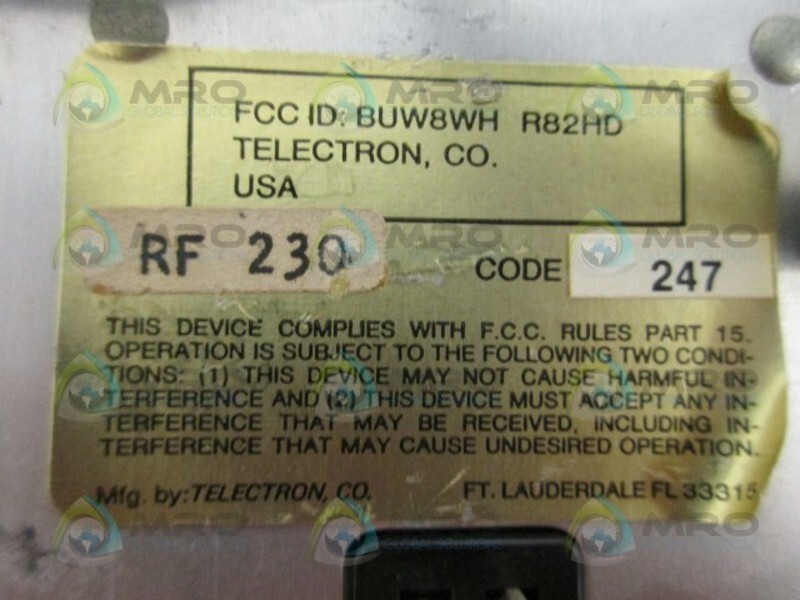 FCC ID: BUW8WH R82HD
TELECTRON, CO.
USA
RF 230
CODE 247
THIS DEVICE COMPLIES WITH F.C.C. RULES PART 15.
OPERATION IS SUBJECT TO THE FOLLOWING TWO CONDI-
TIONS: (1) THIS DEVICE MAY NOT CAUSE HARMFUL IN-
TERFERENCE AND (2) THIS DEVICE MUST ACCEPT ANY IN-
TERFERENCE THAT MAY BE RECEIVED, INCLUDING IN-
TERFERENCE THAT MAY CAUSE UNDESIRED OPERATION.
Mfg. by: TELECTRON, CO. FT. LAUDERDALE FL 33315
MRO
GLOBAL SOLUTIONS